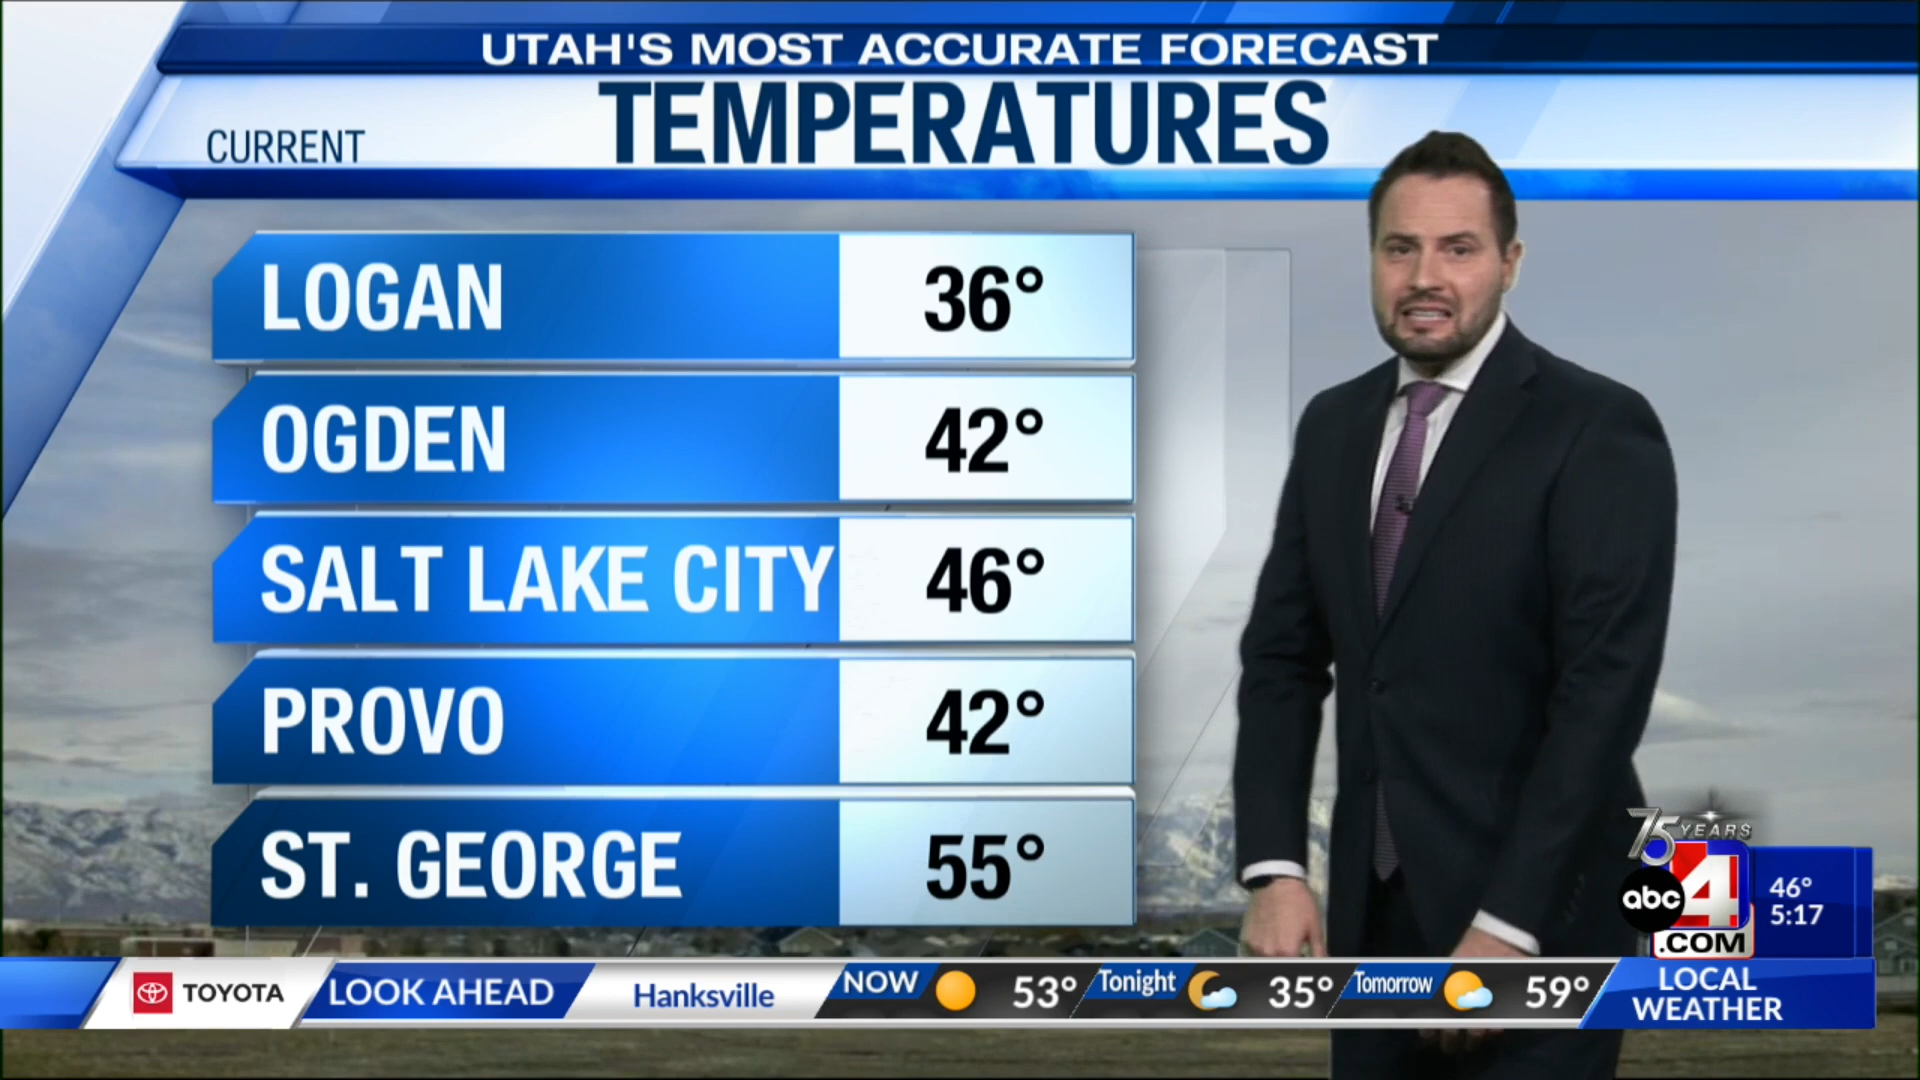 UTAH'S MOST ACCURATE FORECAST
CURRENT
TEMPERATURES
LOGAN 36°
OGDEN 42°
SALT LAKE CITY 46°
PROVO 42°
ST. GEORGE 55°
75 YEARS
abc 4
.COM
46°
5:17
TOYOTA LOOK AHEAD Hanksville NOW 53° Tonight 35° Tomorrow 59°
LOCAL
WEATHER